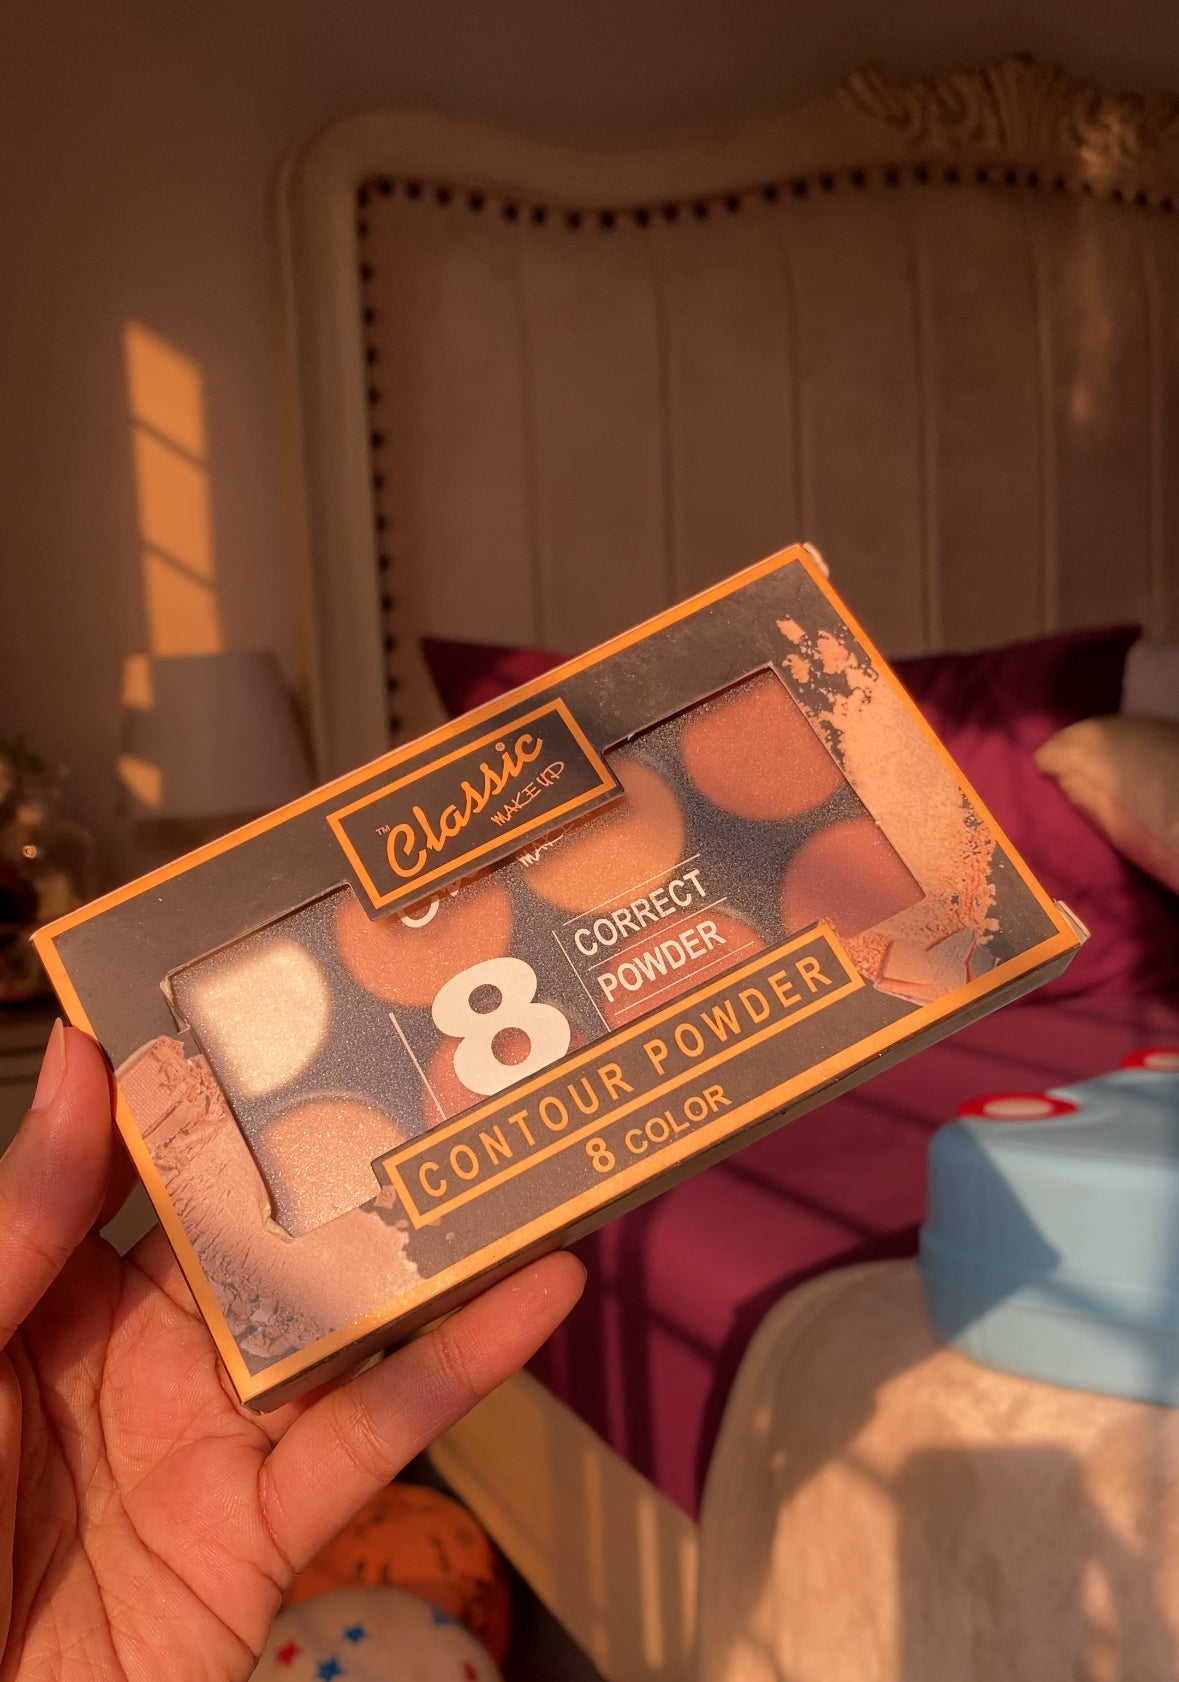 ™ Classic
MAKEUP
8
CORRECT
POWDER
CONTOUR POWDER
8 COLOR